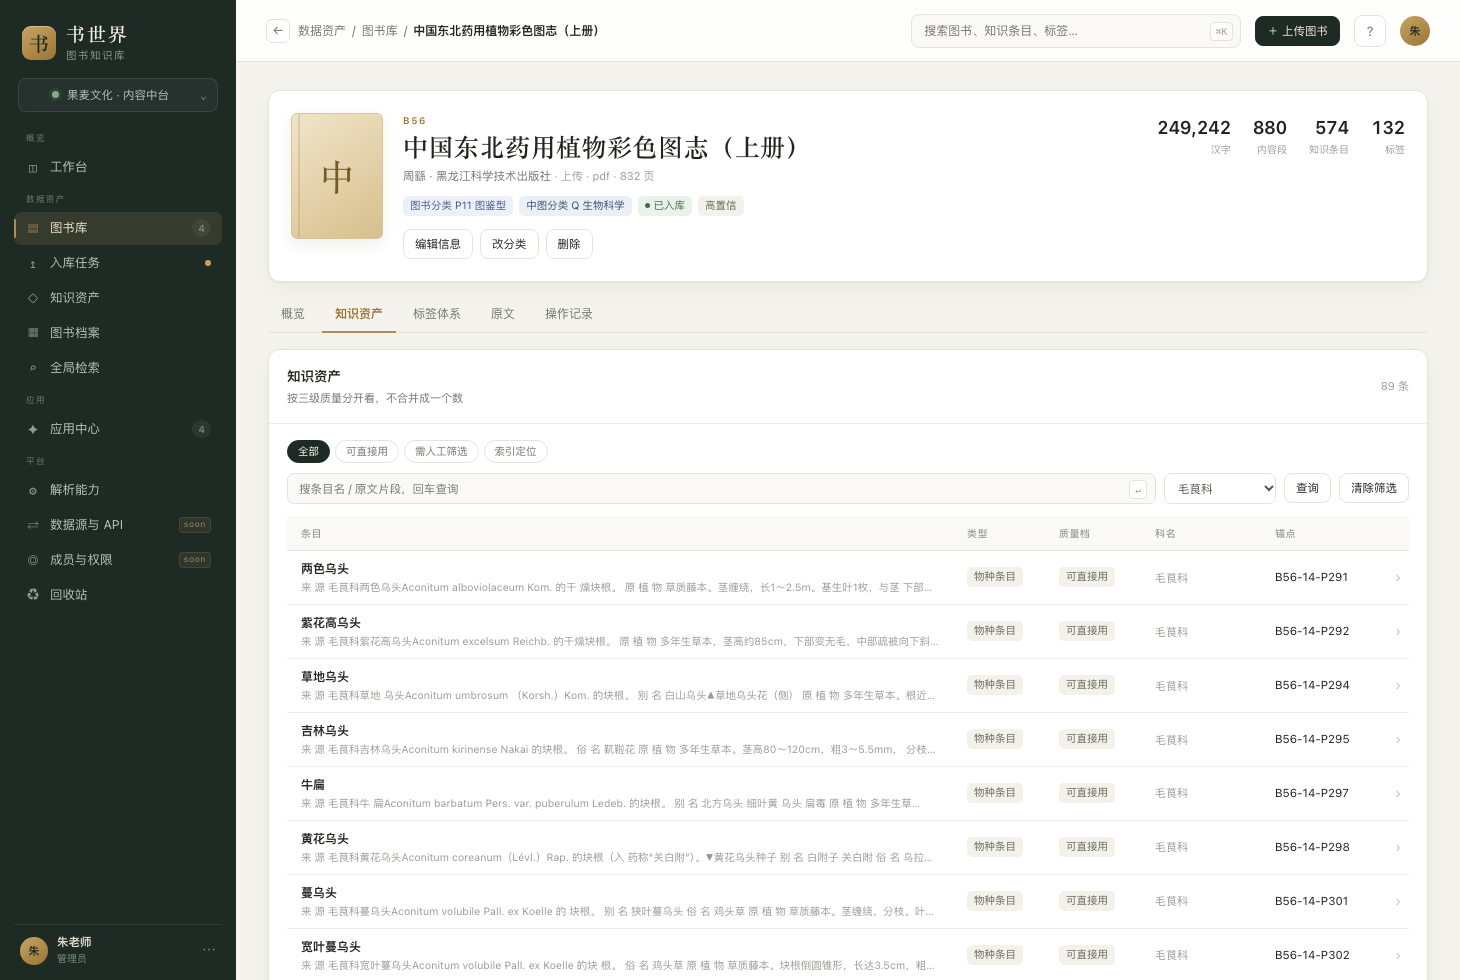 书
书世界
图书知识库
果麦文化 · 内容中台
概览
工作台
数据资产
图书库 4
入库任务
知识资产
图书档案
全局检索
应用
应用中心 4
平台
解析能力
数据源与 API soon
成员与权限 soon
回收站
朱
朱老师
管理员
← 数据资产 / 图书库 / 中国东北药用植物彩色图志（上册）
搜索图书、知识条目、标签... ⌘K
+ 上传图书
?
朱
中
B56
中国东北药用植物彩色图志（上册）
周繇 · 黑龙江科学技术出版社 · 上传 · pdf · 832 页
图书分类 P11 图鉴型 中图分类 Q 生物科学 已入库 高置信
编辑信息 改分类 删除
249,242 880 574 132
汉字 内容段 知识条目 标签
概览 知识资产 标签体系 原文 操作记录
知识资产
按三级质量分开看，不合并成一个数
89 条
全部 可直接用 需人工筛选 索引定位
搜条目名 / 原文片段，回车查询 毛茛科 查询 清除筛选
条目 类型 质量档 科名 锚点
两色乌头
来 源 毛茛科两色乌头Aconitum alboviolaceum Kom. 的干 燥块根。 原 植 物 草质藤本。茎缠绕，长1～2.5m。基生叶1枚，与茎 下部...
物种条目 可直接用 毛茛科 B56-14-P291
紫花高乌头
来 源 毛茛科紫花高乌头Aconitum excelsum Reichb. 的干燥块根。 原 植 物 多年生草本，茎高约85cm，下部变无毛，中部疏被向下斜...
物种条目 可直接用 毛茛科 B56-14-P292
草地乌头
来 源 毛茛科草地 乌头Aconitum umbrosum （Korsh.）Kom. 的块根。 别 名 白山乌头▲草地乌头花（侧） 原 植 物 多年生草本。根近...
物种条目 可直接用 毛茛科 B56-14-P294
吉林乌头
来 源 毛茛科吉林乌头Aconitum kirinense Nakai 的块根。 俗 名 靰鞡花 原 植 物 多年生草本。茎高80～120cm，粗3～5.5mm， 分枝...
物种条目 可直接用 毛茛科 B56-14-P295
牛扁
来 源 毛茛科牛 扁Aconitum barbatum Pers. var. puberulum Ledeb. 的块根。 别 名 北方乌头 细叶黄 乌头 扁毒 原 植 物 多年生草...
物种条目 可直接用 毛茛科 B56-14-P297
黄花乌头
来 源 毛茛科黄花乌头Aconitum coreanum（Lévl.）Rap. 的块根（入 药称“关白附”）。▼黄花乌头种子 别 名 白附子 关白附 俗 名 乌拉...
物种条目 可直接用 毛茛科 B56-14-P298
蔓乌头
来 源 毛茛科蔓乌头Aconitum volubile Pall. ex Koelle 的 块根。 别 名 狭叶蔓乌头 俗 名 鸡头草 原 植 物 草质藤本。茎缠绕，分枝。叶...
物种条目 可直接用 毛茛科 B56-14-P301
宽叶蔓乌头
来 源 毛茛科宽叶蔓乌头Aconitum volubile Pall. ex Koelle 的块 根。 俗 名 鸡头草 原 植 物 草质藤本。块根倒圆锥形，长达3.5cm，粗...
物种条目 可直接用 毛茛科 B56-14-P302